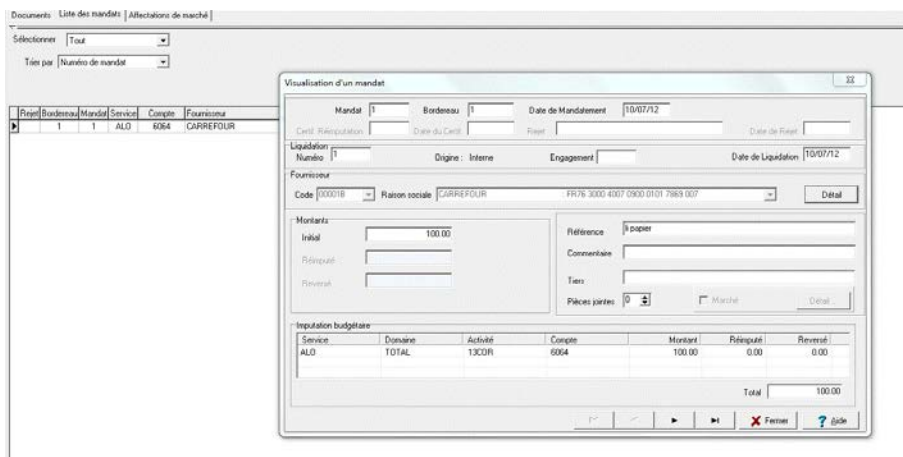 Documents Liste des mandats Affectations de marché
Sélectionner Tout
Trier par Numéro de mandat
Rejet Bordereau Mandat Service Compte Fournisseur
1 1 ALO 6064 CARREFOUR
Visualisation d'un mandat
Mandat 1 Bordereau 1 Date de Mandatement 10/07/12
Certif. Réimputation Date du Certif. Rejet Date de Rejet
Liquidation
Numéro 1 Origine : Interne Engagement Date de Liquidation 10/07/12
Fournisseur
Code 000018 Raison sociale CARREFOUR : FR76 3000 4007 0900 0101 7869 007 Détail
Montants
Initial 100.00
Réimputé
Reversé
Référence li papier
Commentaire
Tiers
Pièces jointes 0 Marché Détail...
Imputation budgétaire
Service Domaine Activité Compte Montant Réimputé Reversé
ALO TOTAL 13COR 6064 100.00 0.00 0.00
Total 100.00
Fermer Aide